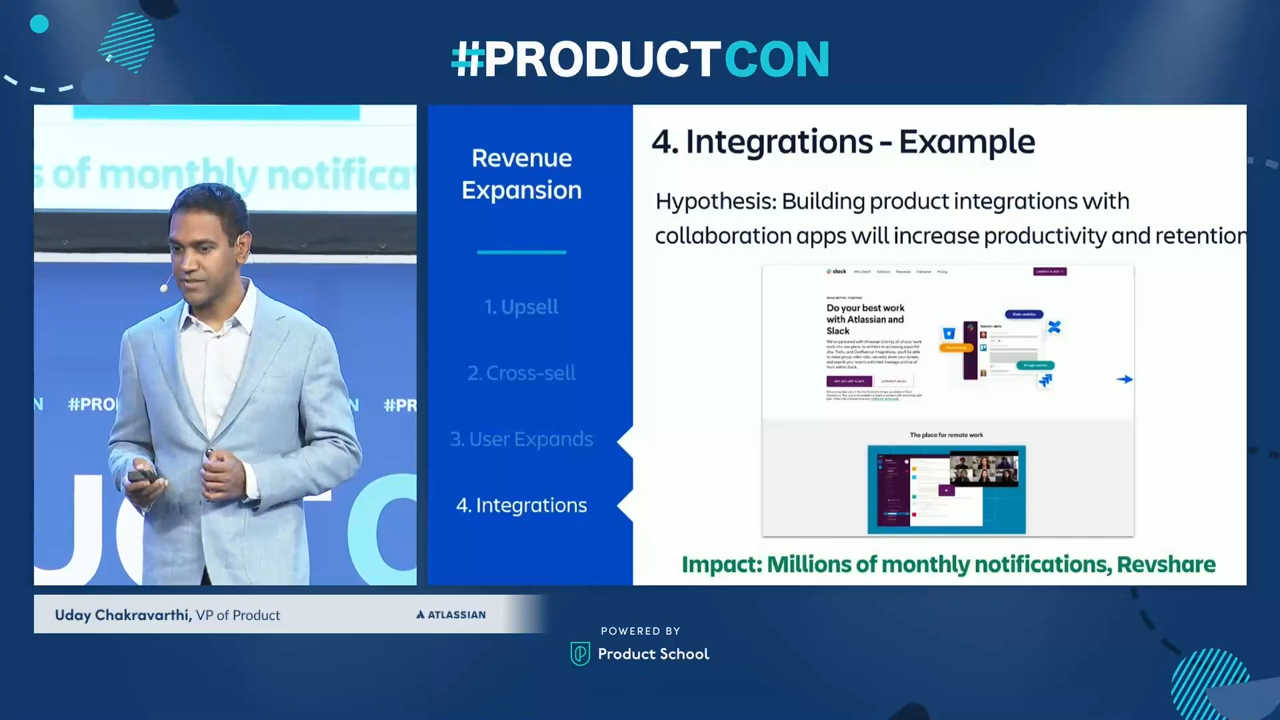 #PRODUCTCON
s of monthly notifica
N #PRO N #PR
UCTC
Revenue
Expansion
1. Upsell
2. Cross-sell
3. User Expands
4. Integrations
4. Integrations - Example
Hypothesis: Building product integrations with
collaboration apps will increase productivity and retention
slack
Do your best work
with Atlassian and
Slack
The place for remote work
Impact: Millions of monthly notifications, Revshare
Uday Chakravarthi, VP of Product
ATLASSIAN
POWERED BY
Product School